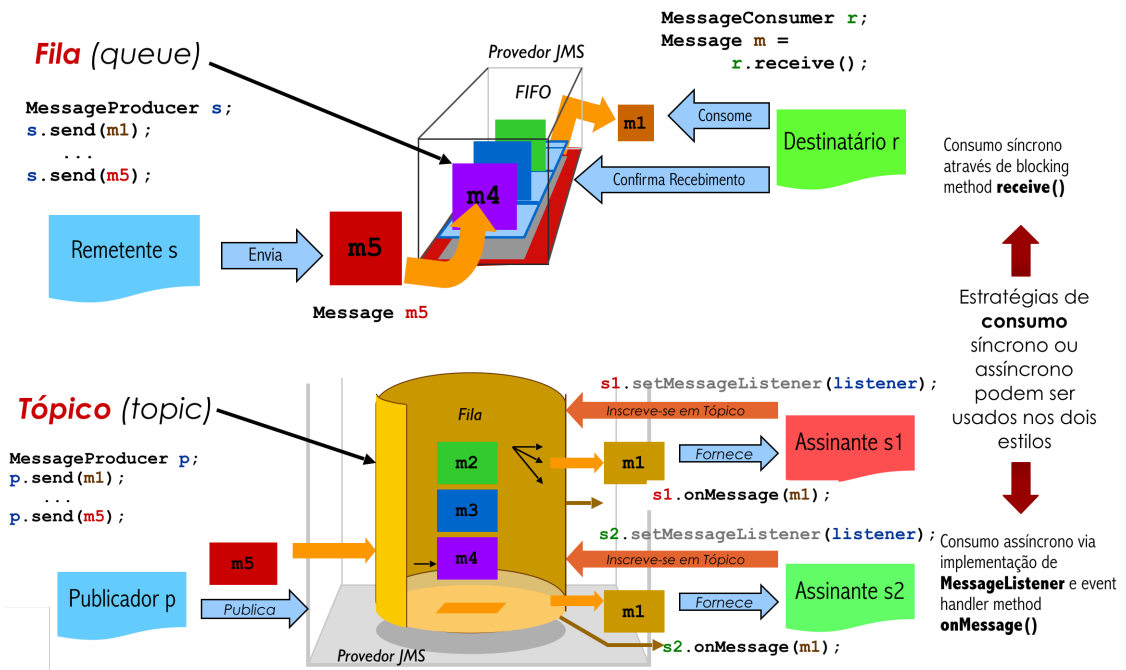 Fila (queue)
MessageProducer s;
s.send(m1);
...
s.send(m5);
Remetente s
Envia
m5
Message m5
Provedor JMS
FIFO
m4
m1
MessageConsumer r;
Message m =
r.receive();
Consome
Confirma Recebimento
Destinatário r
Consumo síncrono
através de blocking
method receive()
Estratégias de
consumo
síncrono ou
assíncrono
podem ser
usados nos dois
estilos
Tópico (topic)
MessageProducer p;
p.send(m1);
...
p.send(m5);
Publicador p
m5
Publica
Fila
m2
m3
m4
Provedor JMS
s1.setMessageListener(listener);
Inscreve-se em Tópico
m1
Fornece
Assinante s1
s1.onMessage(m1);
s2.setMessageListener(listener);
Inscreve-se em Tópico
m1
Fornece
Assinante s2
s2.onMessage(m1);
Consumo assíncrono via
implementação de
MessageListener e event
handler method
onMessage()